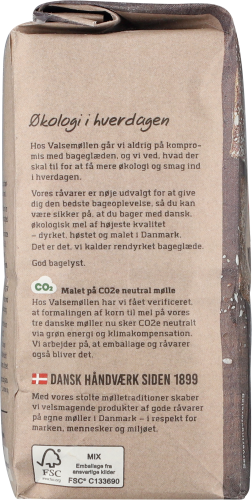 Økologi i hverdagen
Hos Valsemøllen går vi aldrig på kompro-
mis med bageglæden, og vi ved, hvad der
skal til for at få mere økologi og smag ind
i hverdagen.
Vores råvarer er nøje udvalgt for at give
dig den bedste bageoplevelse, så du kan
være sikker på, at du bager med dansk,
økologisk mel af højeste kvalitet
– dyrket, høstet og malet i Danmark.
Det er det, vi kalder rendyrket bageglæde.
God bagelyst.
CO₂ Malet på CO2e neutral mølle
Hos Valsemøllen har vi fået verificeret,
at formalingen af korn til mel på vores
tre danske møller nu sker CO2e neutralt
via grøn energi og klimakompensation.
Vi arbejder på, at emballage og råvarer
også bliver det.
DANSK HÅNDVÆRK SIDEN 1899
Med vores stolte mølletraditioner skaber
vi velsmagende produkter af gode råvarer
på egne møller i Danmark – i respekt for
marken, mennesker og miljøet.
FSC
MIX
Emballage fra
ansvarlige kilder
FSC® C133690